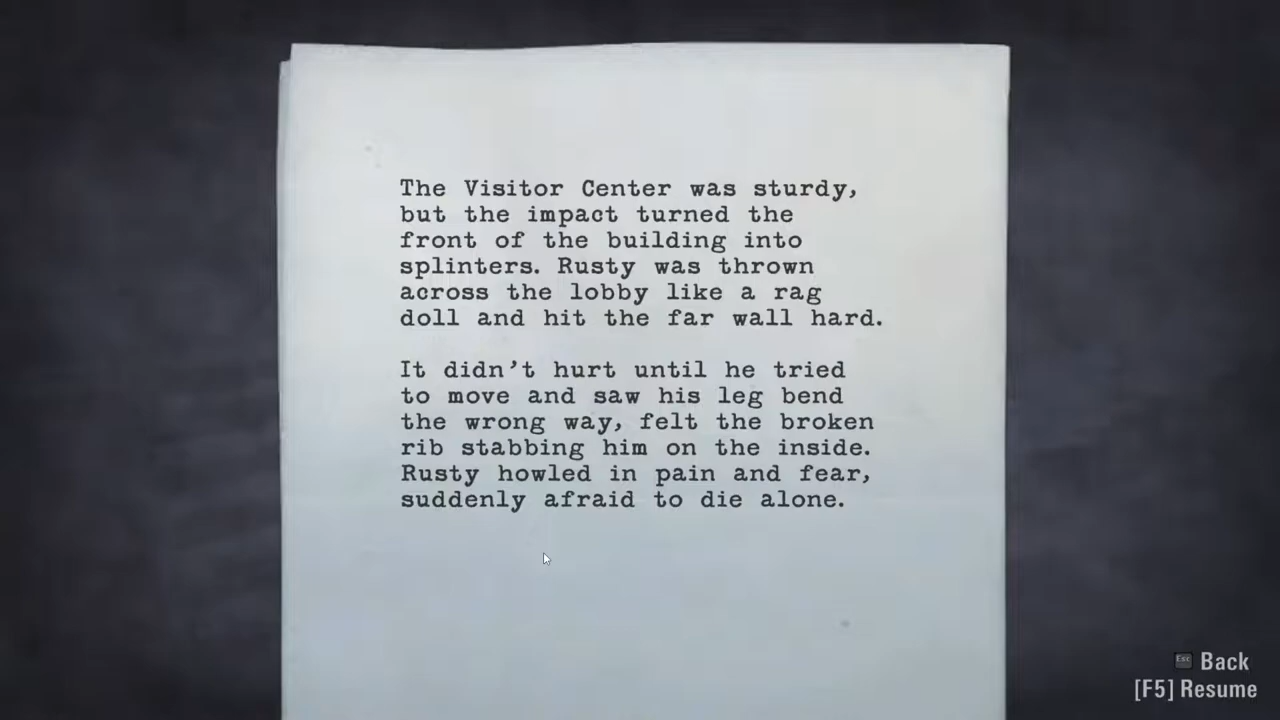 The Visitor Center was sturdy,
but the impact turned the
front of the building into
splinters. Rusty was thrown
across the lobby like a rag
doll and hit the far wall hard.
It didn't hurt until he tried
to move and saw his leg bend
the wrong way, felt the broken
rib stabbing him on the inside.
Rusty howled in pain and fear,
suddenly afraid to die alone.
Esc Back
[F5] Resume